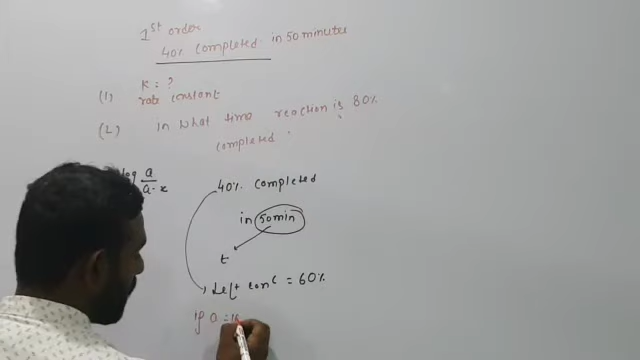 1st order
40% completed in 50 minutes
(1) K = ?
rate constant
(2) in what time reaction is 80%
completed.
log a/a-x
40% completed
in 50min
t
Left conc = 60%
if a =